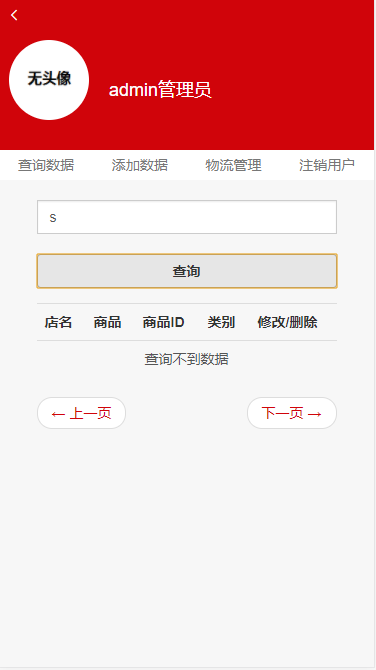 无头像
admin管理员
查询数据 添加数据 物流管理 注销用户
s
查询
店名 商品 商品ID 类别 修改/删除
查询不到数据
← 上一页 下一页 →